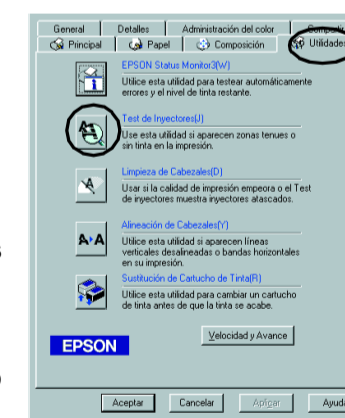 General Detalles Administración del color Compartir
Principal Papel Composición Utilidades
EPSON Status Monitor3(W)
Utilice esta utilidad para testear automáticamente
errores y el nivel de tinta restante.
Test de Inyectores(J)
Use esta utilidad si aparecen zonas tenues o
sin tinta en la impresión.
Limpieza de Cabezales(D)
Usar si la calidad de impresión empeora o el Test
de inyectores muestra inyectores atascados.
Alineación de Cabezales(Y)
Utilice esta utilidad si aparecen líneas
verticales desalineadas o bandas horizontales
en su impresión.
Sustitución de Cartucho de Tinta(R)
Utilice esta utilidad para cambiar un cartucho
de tinta antes de que la tinta se acabe.
Velocidad y Avance
EPSON
Aceptar Cancelar Aplicar Ayuda